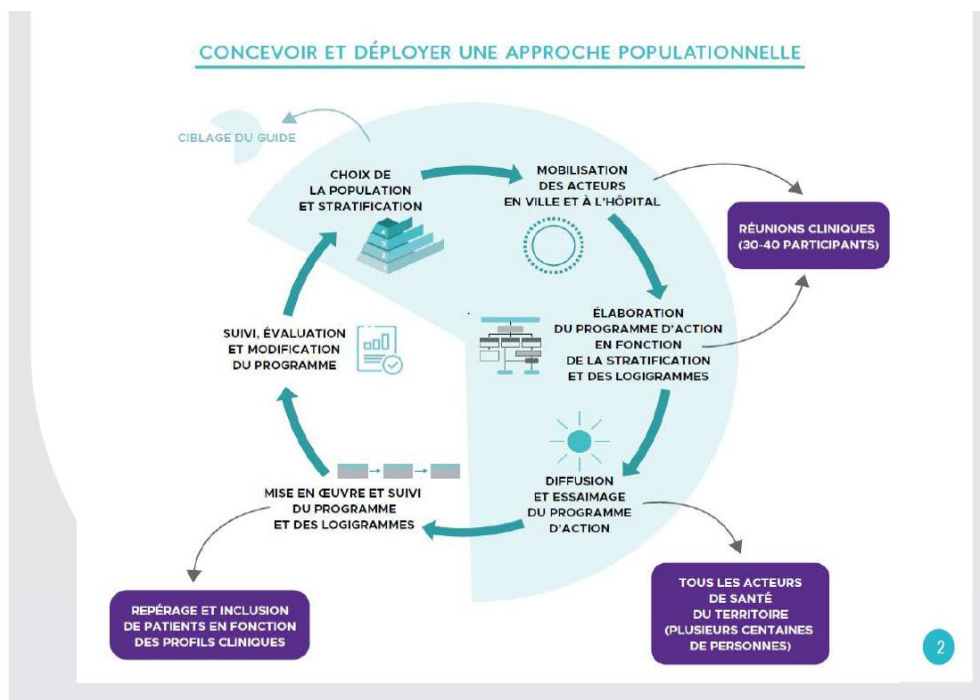 CONCEVOIR ET DÉPLOYER UNE APPROCHE POPULATIONNELLE
CIBLAGE DU GUIDE
CHOIX DE
LA POPULATION
ET STRATIFICATION
4
3
2
1
MOBILISATION
DES ACTEURS
EN VILLE ET À L'HÔPITAL
RÉUNIONS CLINIQUES
(30-40 PARTICIPANTS)
ÉLABORATION
DU PROGRAMME D'ACTION
EN FONCTION
DE LA STRATIFICATION
ET DES LOGIGRAMMES
DIFFUSION
ET ESSAIMAGE
DU PROGRAMME
D'ACTION
TOUS LES ACTEURS
DE SANTÉ
DU TERRITOIRE
(PLUSIEURS CENTAINES
DE PERSONNES)
MISE EN ŒUVRE ET SUIVI
DU PROGRAMME
ET DES LOGIGRAMMES
REPÉRAGE ET INCLUSION
DE PATIENTS EN FONCTION
DES PROFILS CLINIQUES
SUIVI, ÉVALUATION
ET MODIFICATION
DU PROGRAMME
2